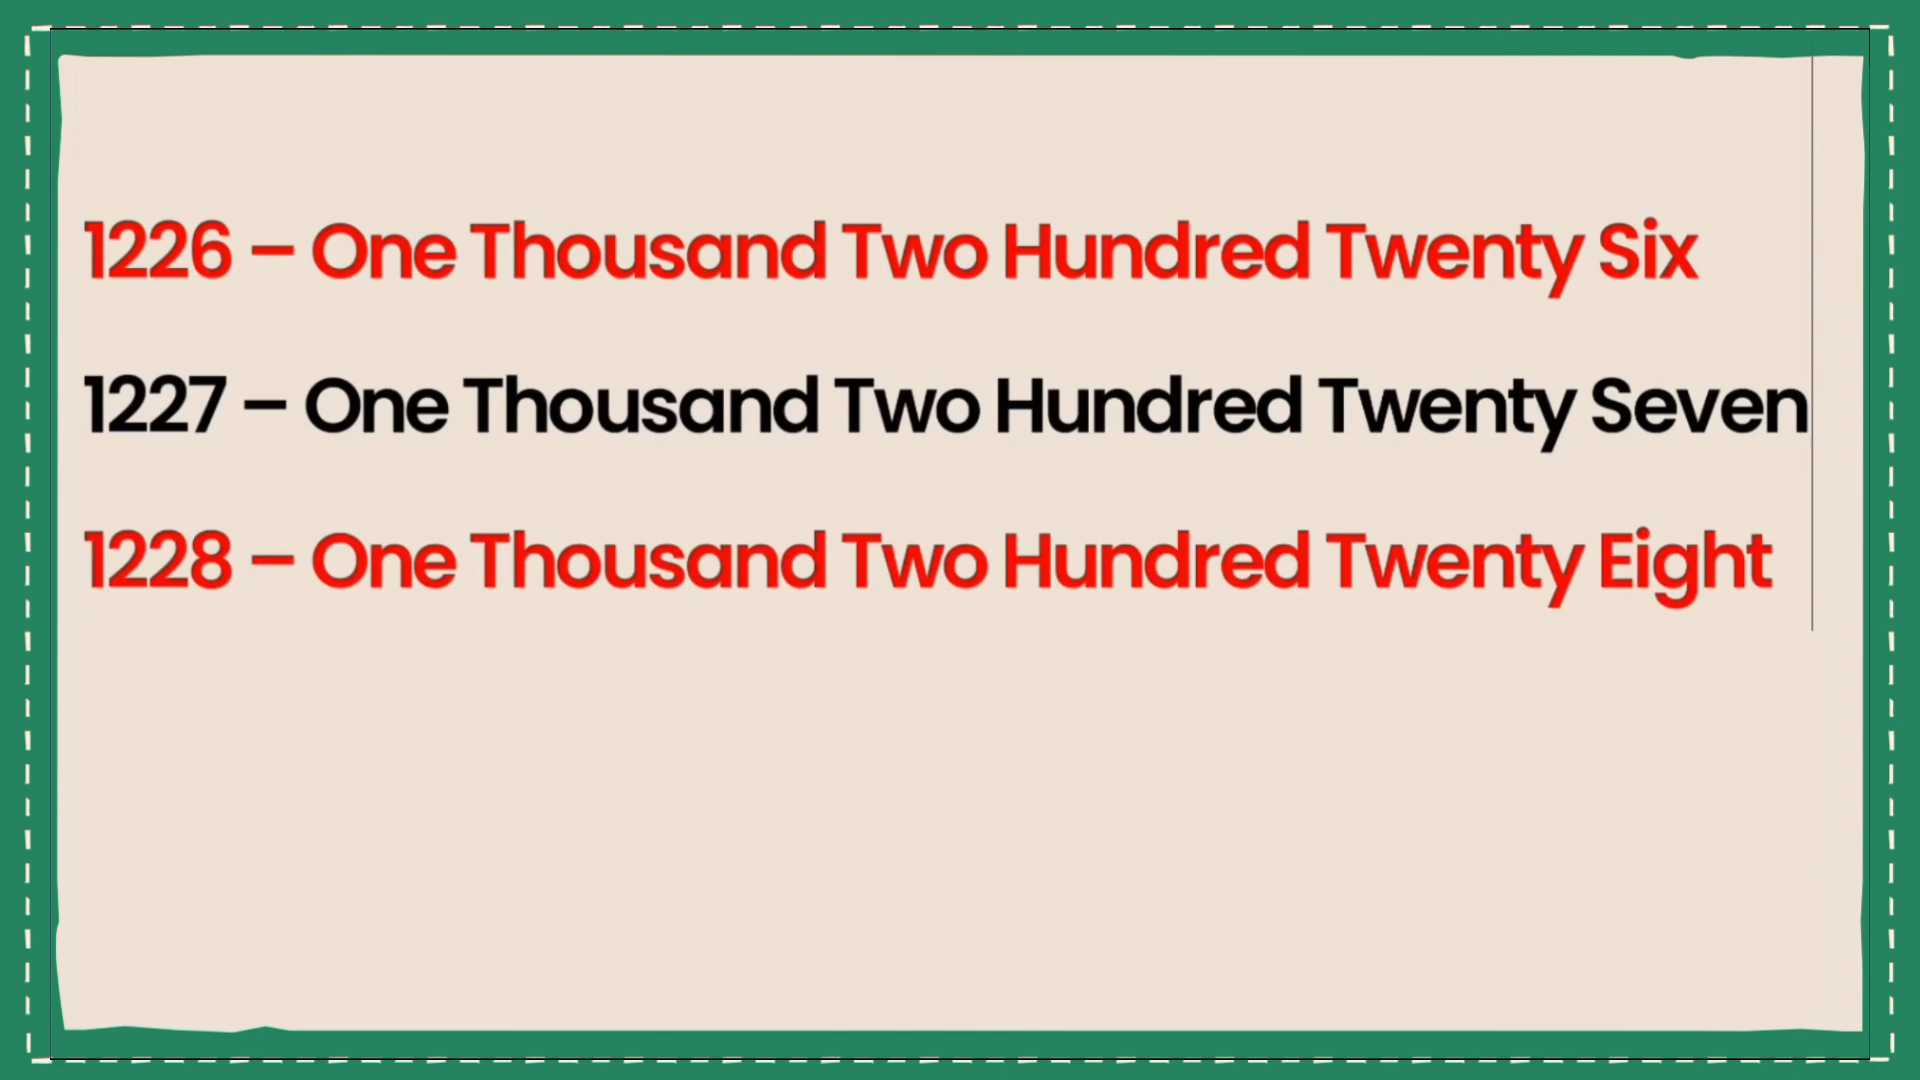 1226 – One Thousand Two Hundred Twenty Six
1227 – One Thousand Two Hundred Twenty Seven
1228 – One Thousand Two Hundred Twenty Eight